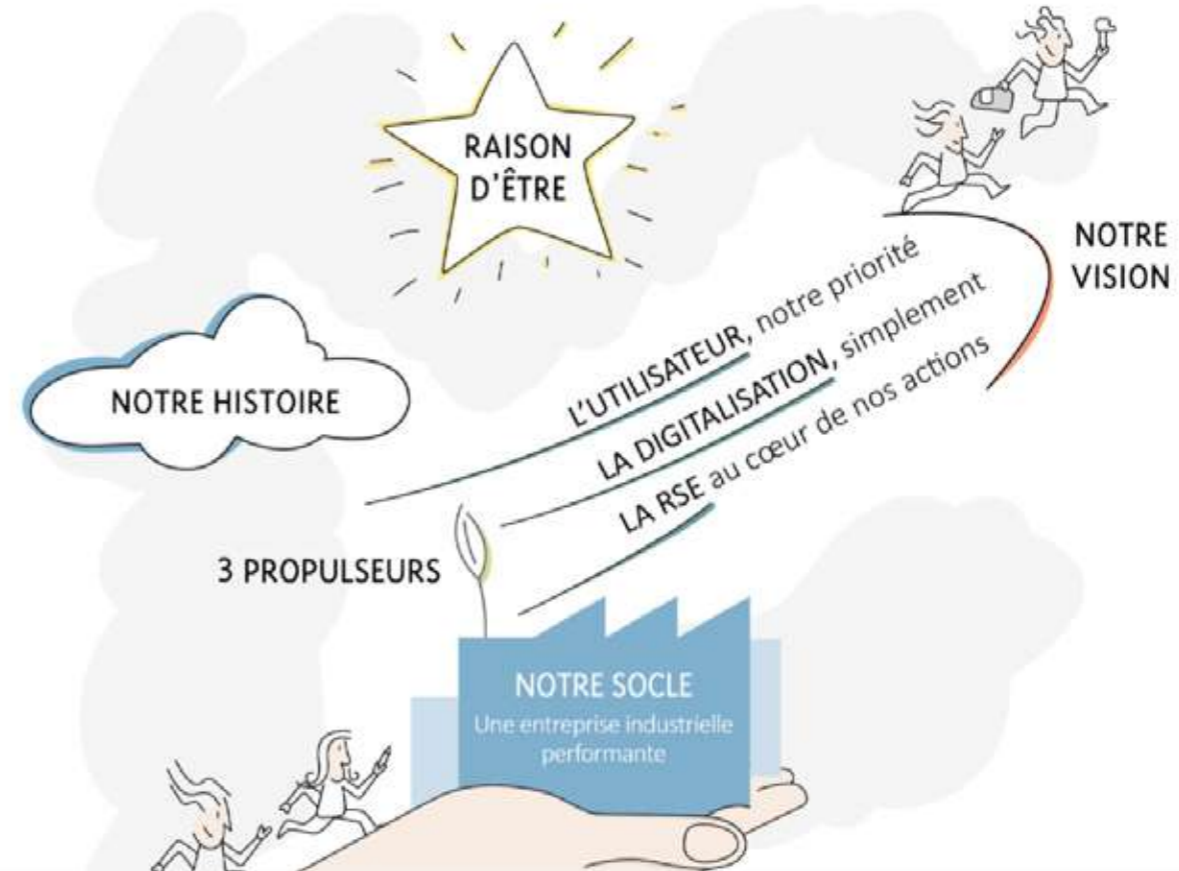 RAISON
D'ÊTRE
NOTRE
VISION
NOTRE HISTOIRE
L'UTILISATEUR, notre priorité
LA DIGITALISATION, simplement
LA RSE au cœur de nos actions
3 PROPULSEURS
NOTRE SOCLE
Une entreprise industrielle
performante